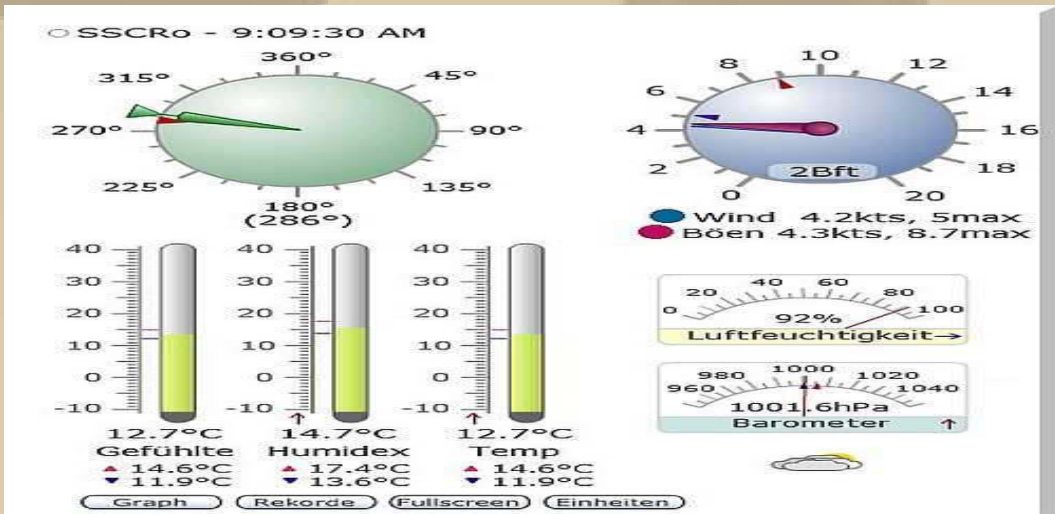 SSCRo - 9:09:30 AM
360°
315° 45°
270° 90°
225° 135°
180°
(286°)
10
8 12
6 14
4 16
2 18
0 20
2Bft
Wind 4.2kts, 5max
Böen 4.3kts, 8.7max
40 40 40
30 30 30
20 20 20
10 10 10
0 0 0
-10 -10 -10
12.7°C 14.7°C 12.7°C
Gefühlte Humidex Temp
14.6°C 17.4°C 14.6°C
11.9°C 13.6°C 11.9°C
0 20 40 60 80 100
92%
Luftfeuchtigkeit→
960 980 1000 1020 1040
1001.6hPa
Barometer ↑
Graph Rekorde Fullscreen Einheiten